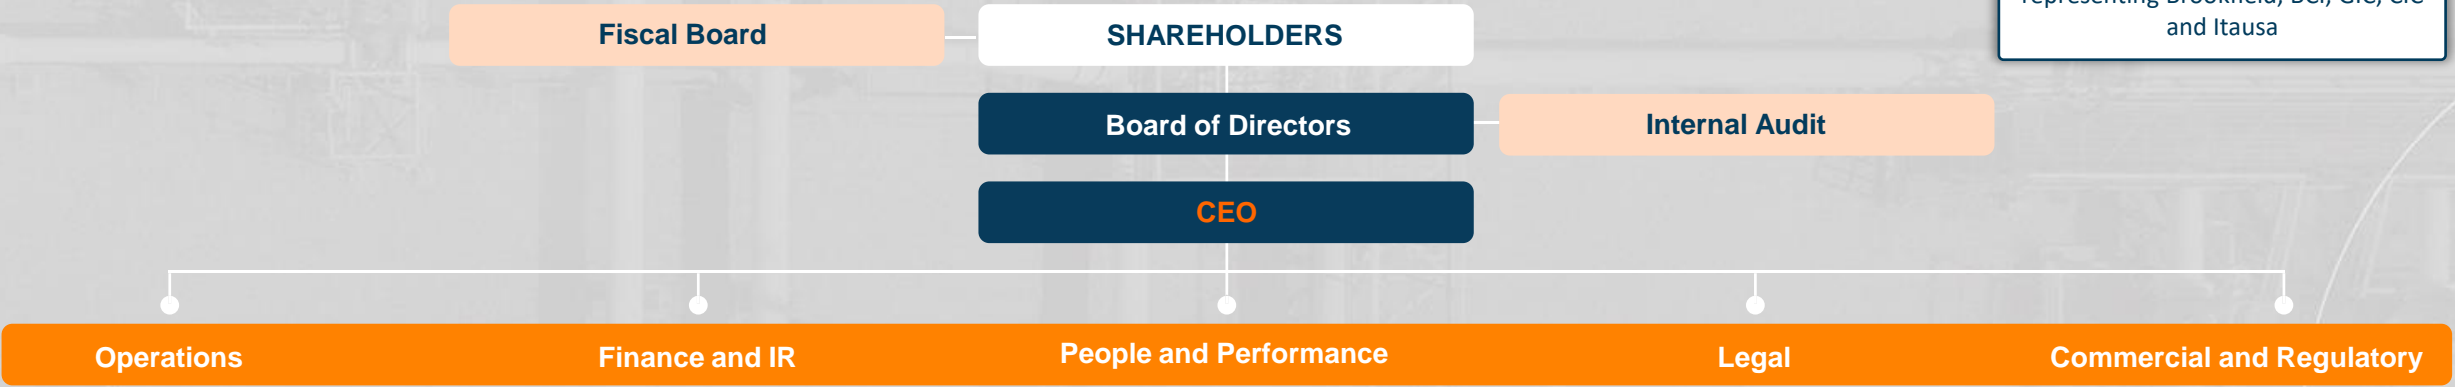 and Itausa
Fiscal Board
SHAREHOLDERS
Board of Directors
Internal Audit
CEO
Operations
Finance and IR
People and Performance
Legal
Commercial and Regulatory